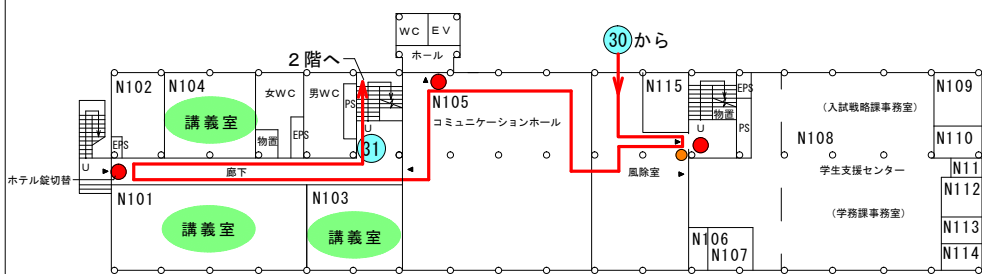 WC
EV
ホール
30
から
2階へ
N102
N104
女WC
男WC
PS
講義室
物置
EPS
EPS
U
U
31
廊下
ホテル錠切替
N101
講義室
N103
講義室
N105
コミュニケーションホール
N115
風除室
U
物置
EPS
PS
N106
N107
(入試戦略課事務室)
N108
学生支援センター
(学務課事務室)
N109
N110
N11
N112
N113
N114